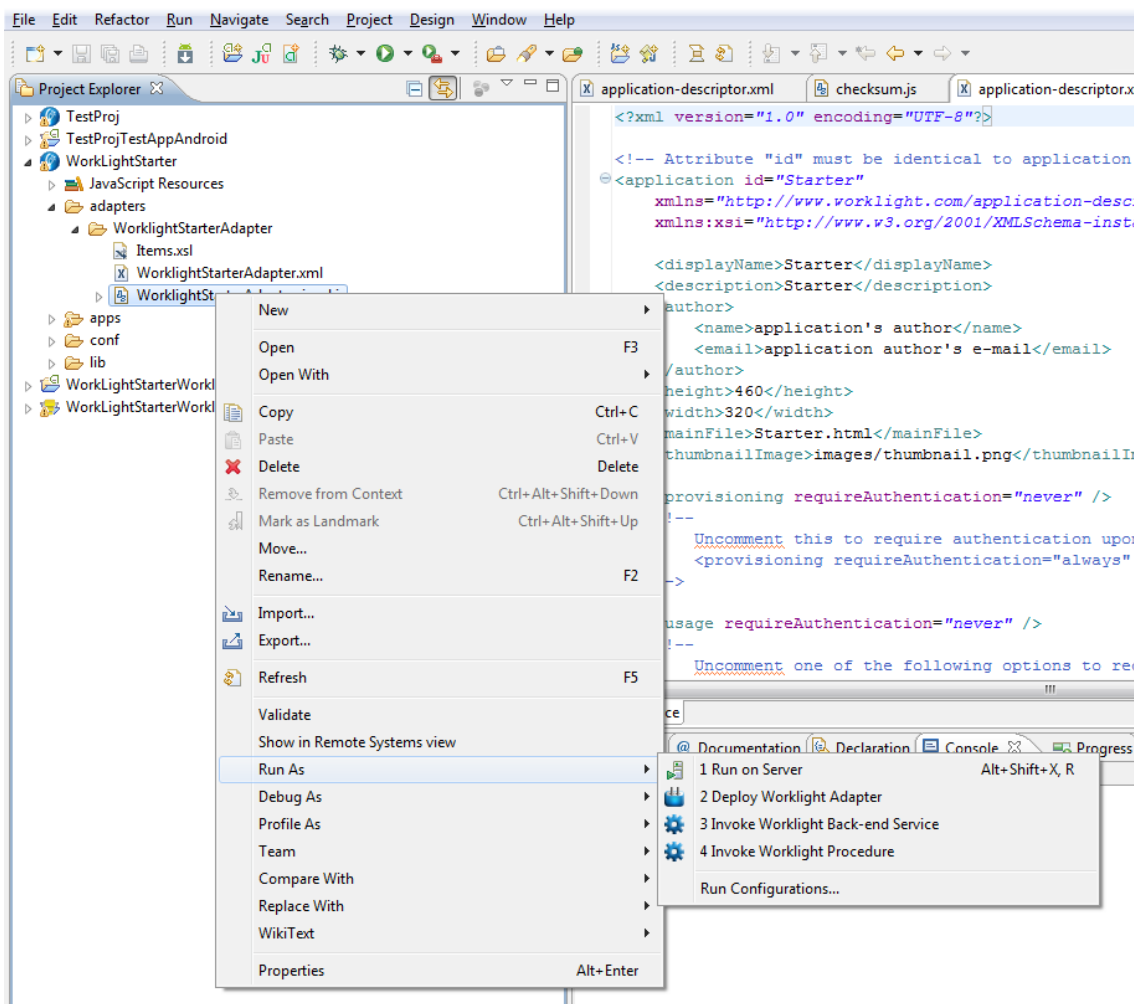 File Edit Refactor Run Navigate Search Project Design Window Help
Project Explorer
application-descriptor.xml
checksum.js
application-descriptor.x
TestProj
TestProjTestAppAndroid
WorkLightStarter
JavaScript Resources
adapters
WorklightStarterAdapter
Items.xsl
WorklightStarterAdapter.xml
WorklightSt
apps
conf
lib
WorkLightStarterWorkl
WorkLightStarterWorkl
<?xml version="1.0" encoding="UTF-8"?>
<!-- Attribute "id" must be identical to application
<application id="Starter"
xmlns="http://www.worklight.com/application-desc
xmlns:xsi="http://www.w3.org/2001/XMLSchema-inst
<displayName>Starter</displayName>
<description>Starter</description>
author>
<name>application's author</name>
<email>application author's e-mail</email>
/author>
height>460</height>
width>320</width>
mainFile>Starter.html</mainFile>
thumbnailImage>images/thumbnail.png</thumbnailI
provisioning requireAuthentication="never" />
!--
Uncomment this to require authentication upo
<provisioning requireAuthentication="always"
->
usage requireAuthentication="never" />
!--
Uncomment one of the following options to re
ce
Documentation Declaration Console Progress
New
Open F3
Open With
Copy Ctrl+C
Paste Ctrl+V
Delete Delete
Remove from Context Ctrl+Alt+Shift+Down
Mark as Landmark Ctrl+Alt+Shift+Up
Move...
Rename... F2
Import...
Export...
Refresh F5
Validate
Show in Remote Systems view
Run As
Debug As
Profile As
Team
Compare With
Replace With
WikiText
Properties Alt+Enter
1 Run on Server Alt+Shift+X, R
2 Deploy Worklight Adapter
3 Invoke Worklight Back-end Service
4 Invoke Worklight Procedure
Run Configurations...